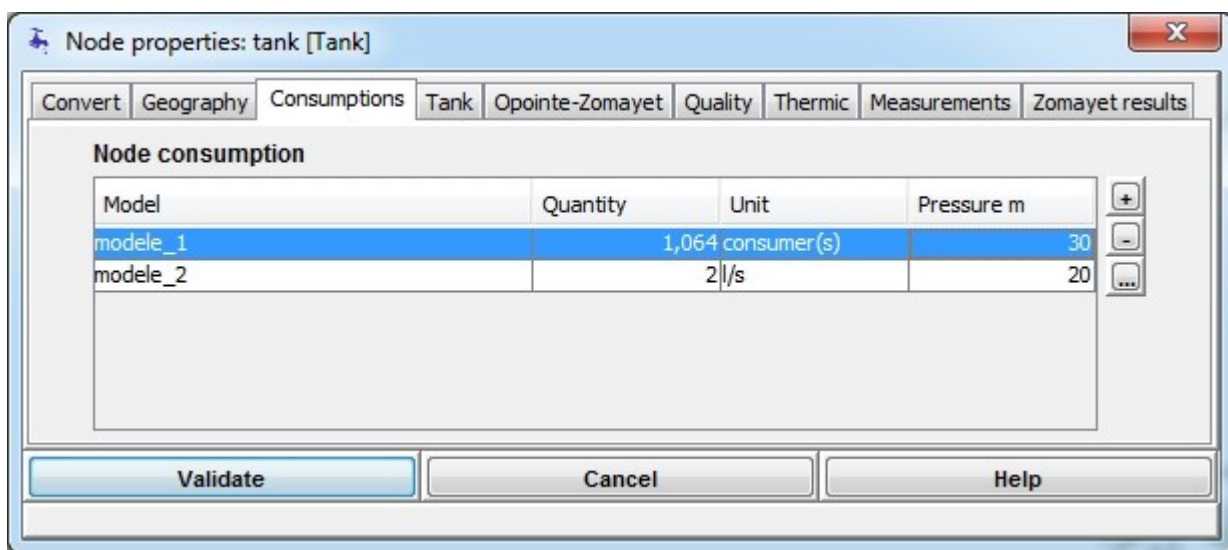 Node properties: tank [Tank]
x
Convert Geography Consumptions Tank Opointe-Zomayet Quality Thermic Measurements Zomayet results
Node consumption
Model Quantity Unit Pressure m
+
modele_1 1,064 consumer(s) 30
-
modele_2 2 l/s 20
...
Validate Cancel Help